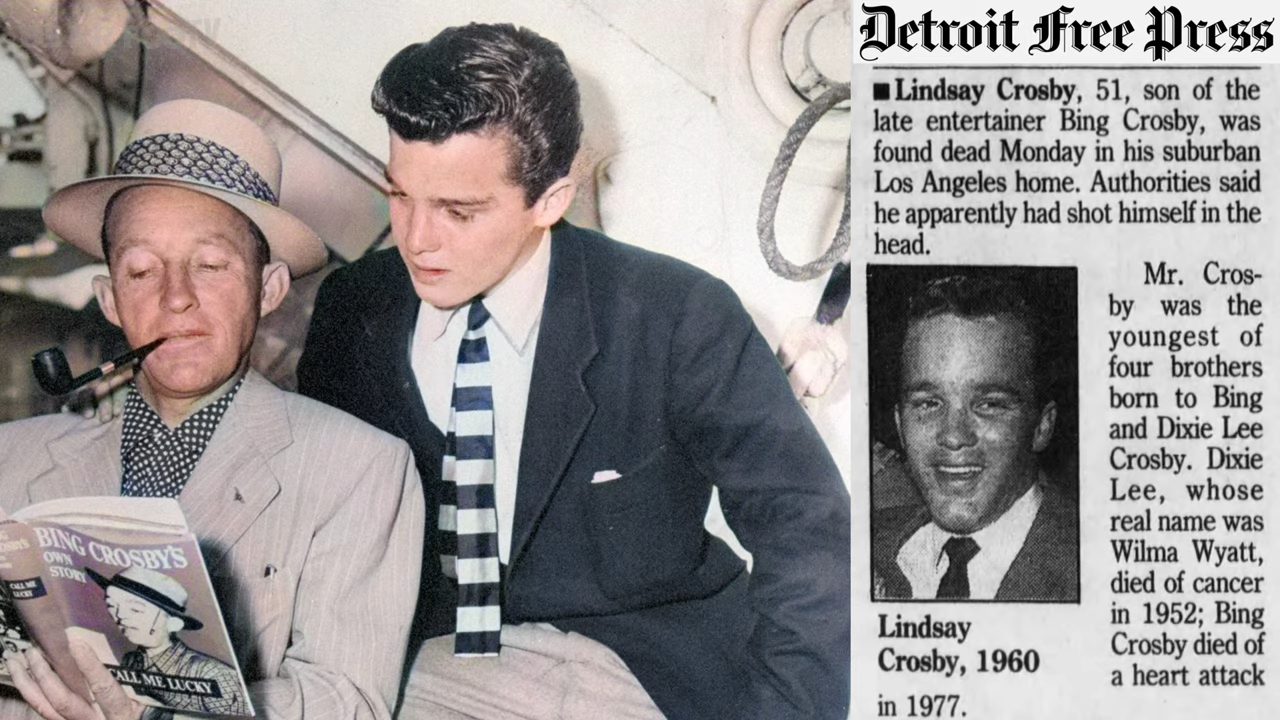 BING CROSBY'S
OWN
STORY
CALL ME
LUCKY
CALL ME LUCKY
Detroit Free Press
■Lindsay Crosby, 51, son of the
late entertainer Bing Crosby, was
found dead Monday in his suburban
Los Angeles home. Authorities said
he apparently had shot himself in the
head.
Mr. Cros-
by was the
youngest of
four brothers
born to Bing
and Dixie Lee
Crosby. Dixie
Lee, whose
real name was
Wilma Wyatt,
died of cancer
in 1952; Bing
Crosby died of
a heart attack
Lindsay
Crosby, 1960
in 1977.